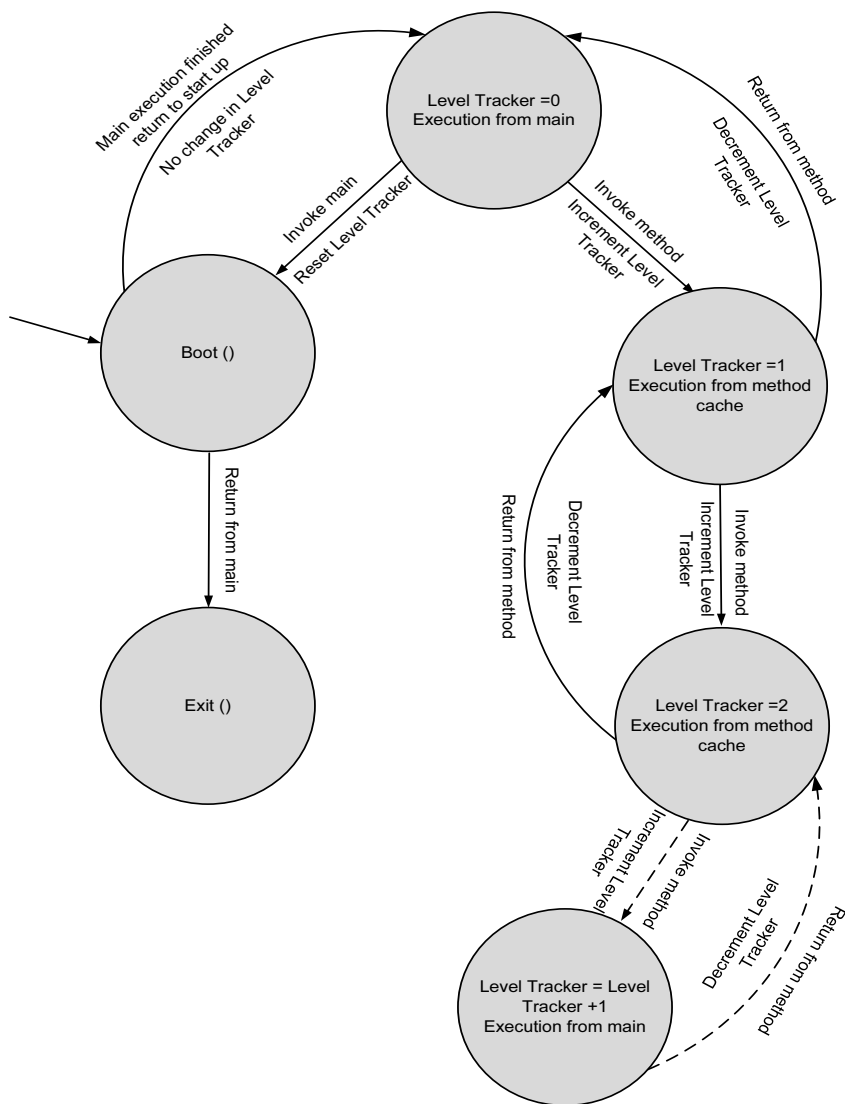 Main execution finished
return to start up
No change in Level
Tracker
Level Tracker =0
Execution from main
Return from method
Decrement Level
Tracker
Invoke main
Reset Level Tracker
Invoke method
Increment Level
Tracker
Boot ()
Level Tracker =1
Execution from method
cache
Return from main
Return from method
Decrement Level
Tracker
Invoke method
Increment Level
Tracker
Exit ()
Level Tracker =2
Execution from method
cache
Increment Level
Tracker
Invoke method
Decrement Level
Tracker
Return from method
Level Tracker = Level
Tracker +1
Execution from main